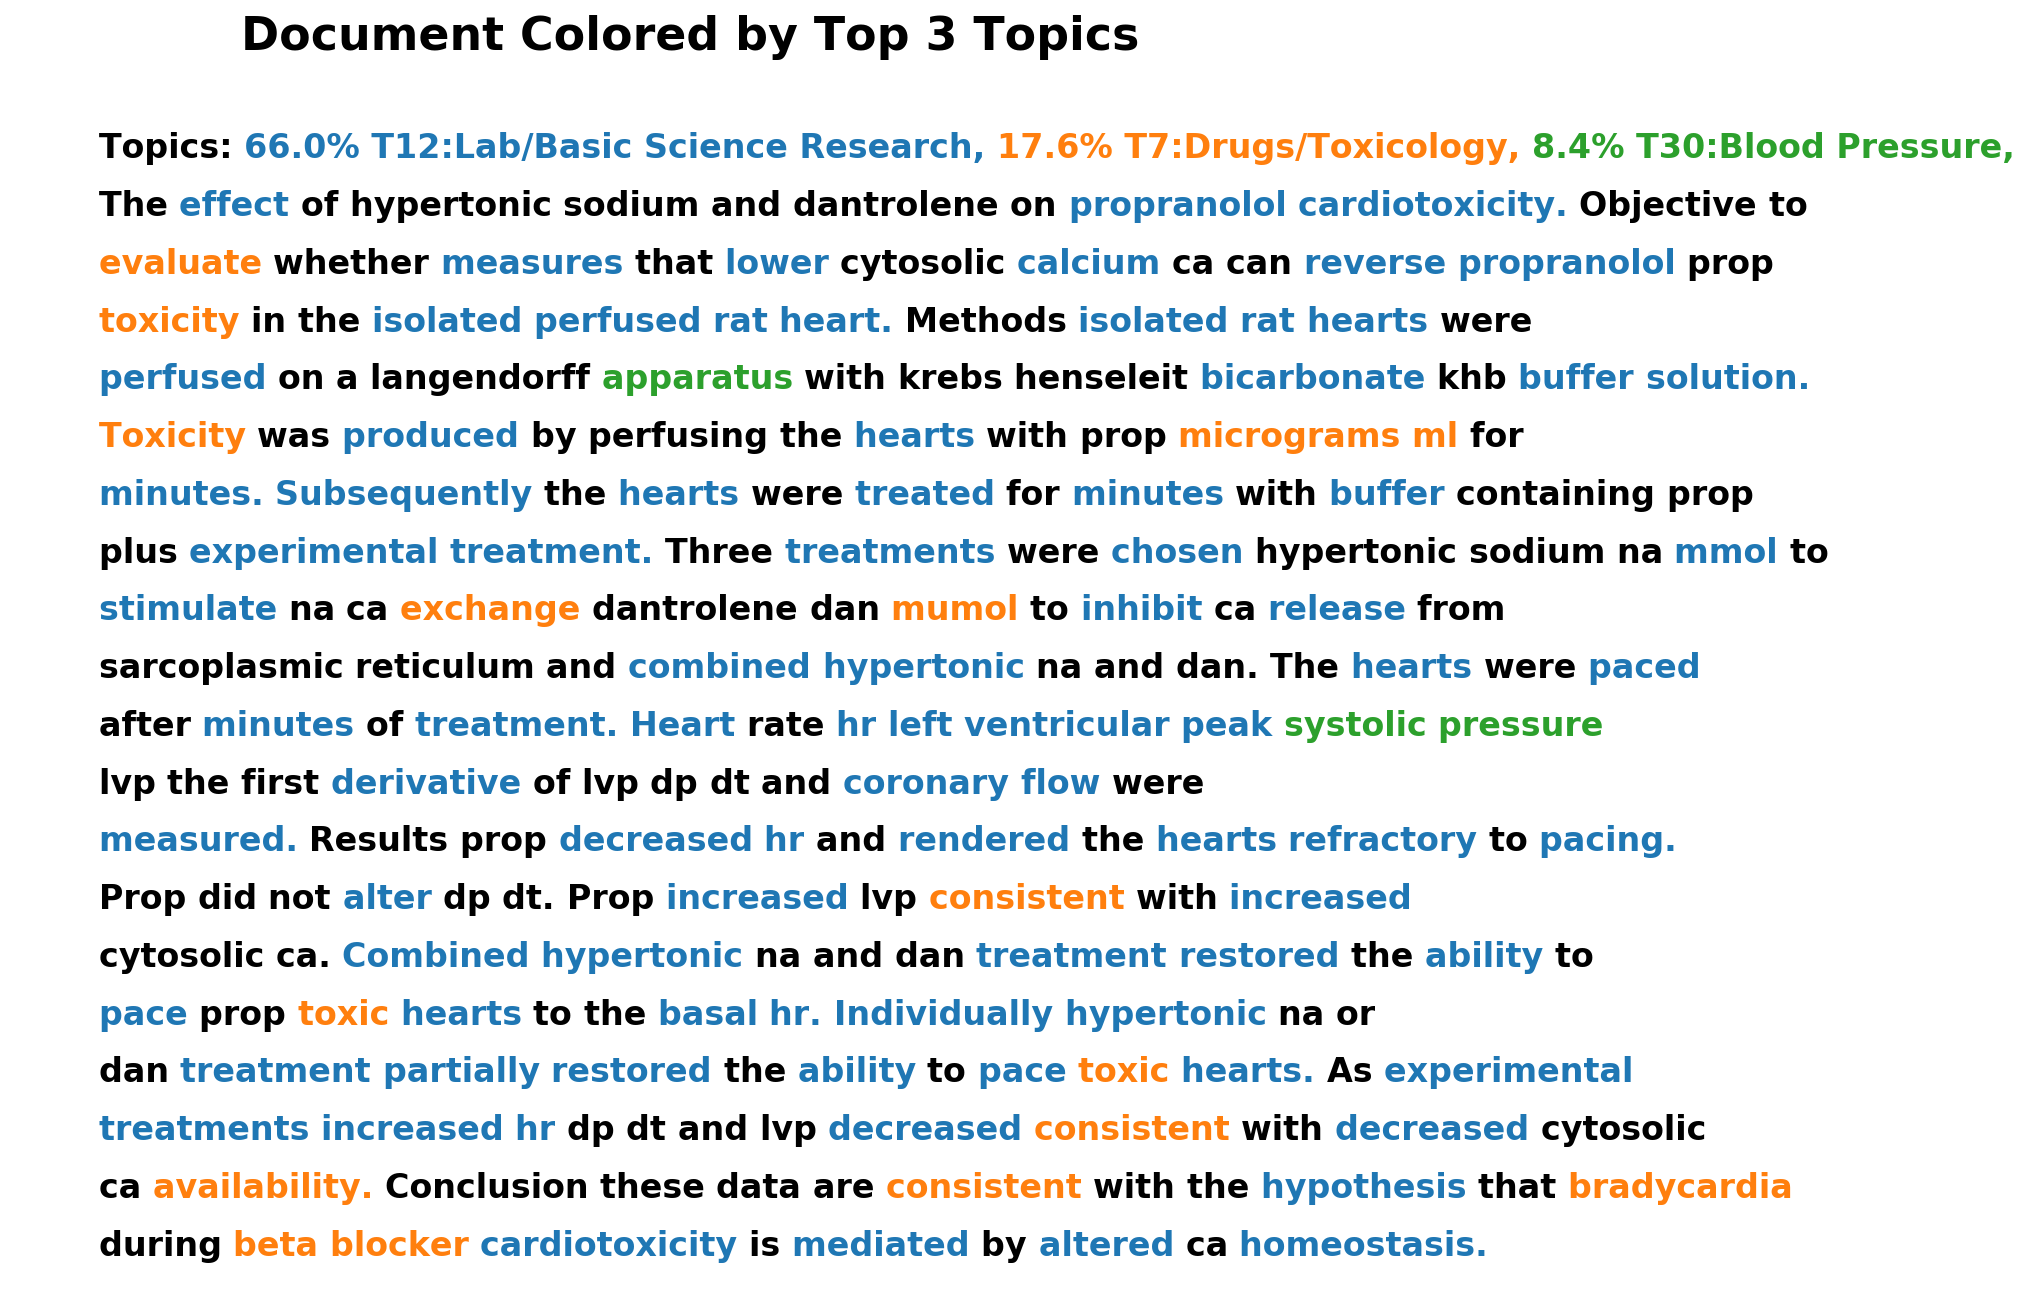 Document Colored by Top 3 Topics
Topics: 66.0% T12:Lab/Basic Science Research, 17.6% T7:Drugs/Toxicology, 8.4% T30:Blood Pressure,
The effect of hypertonic sodium and dantrolene on propranolol cardiotoxicity. Objective to
evaluate whether measures that lower cytosolic calcium ca can reverse propranolol prop
toxicity in the isolated perfused rat heart. Methods isolated rat hearts were
perfused on a langendorff apparatus with krebs henseleit bicarbonate khb buffer solution.
Toxicity was produced by perfusing the hearts with prop micrograms ml for
minutes. Subsequently the hearts were treated for minutes with buffer containing prop
plus experimental treatment. Three treatments were chosen hypertonic sodium na mmol to
stimulate na ca exchange dantrolene dan mumol to inhibit ca release from
sarcoplasmic reticulum and combined hypertonic na and dan. The hearts were paced
after minutes of treatment. Heart rate hr left ventricular peak systolic pressure
lvp the first derivative of lvp dp dt and coronary flow were
measured. Results prop decreased hr and rendered the hearts refractory to pacing.
Prop did not alter dp dt. Prop increased lvp consistent with increased
cytosolic ca. Combined hypertonic na and dan treatment restored the ability to
pace prop toxic hearts to the basal hr. Individually hypertonic na or
dan treatment partially restored the ability to pace toxic hearts. As experimental
treatments increased hr dp dt and lvp decreased consistent with decreased cytosolic
ca availability. Conclusion these data are consistent with the hypothesis that bradycardia
during beta blocker cardiotoxicity is mediated by altered ca homeostasis.